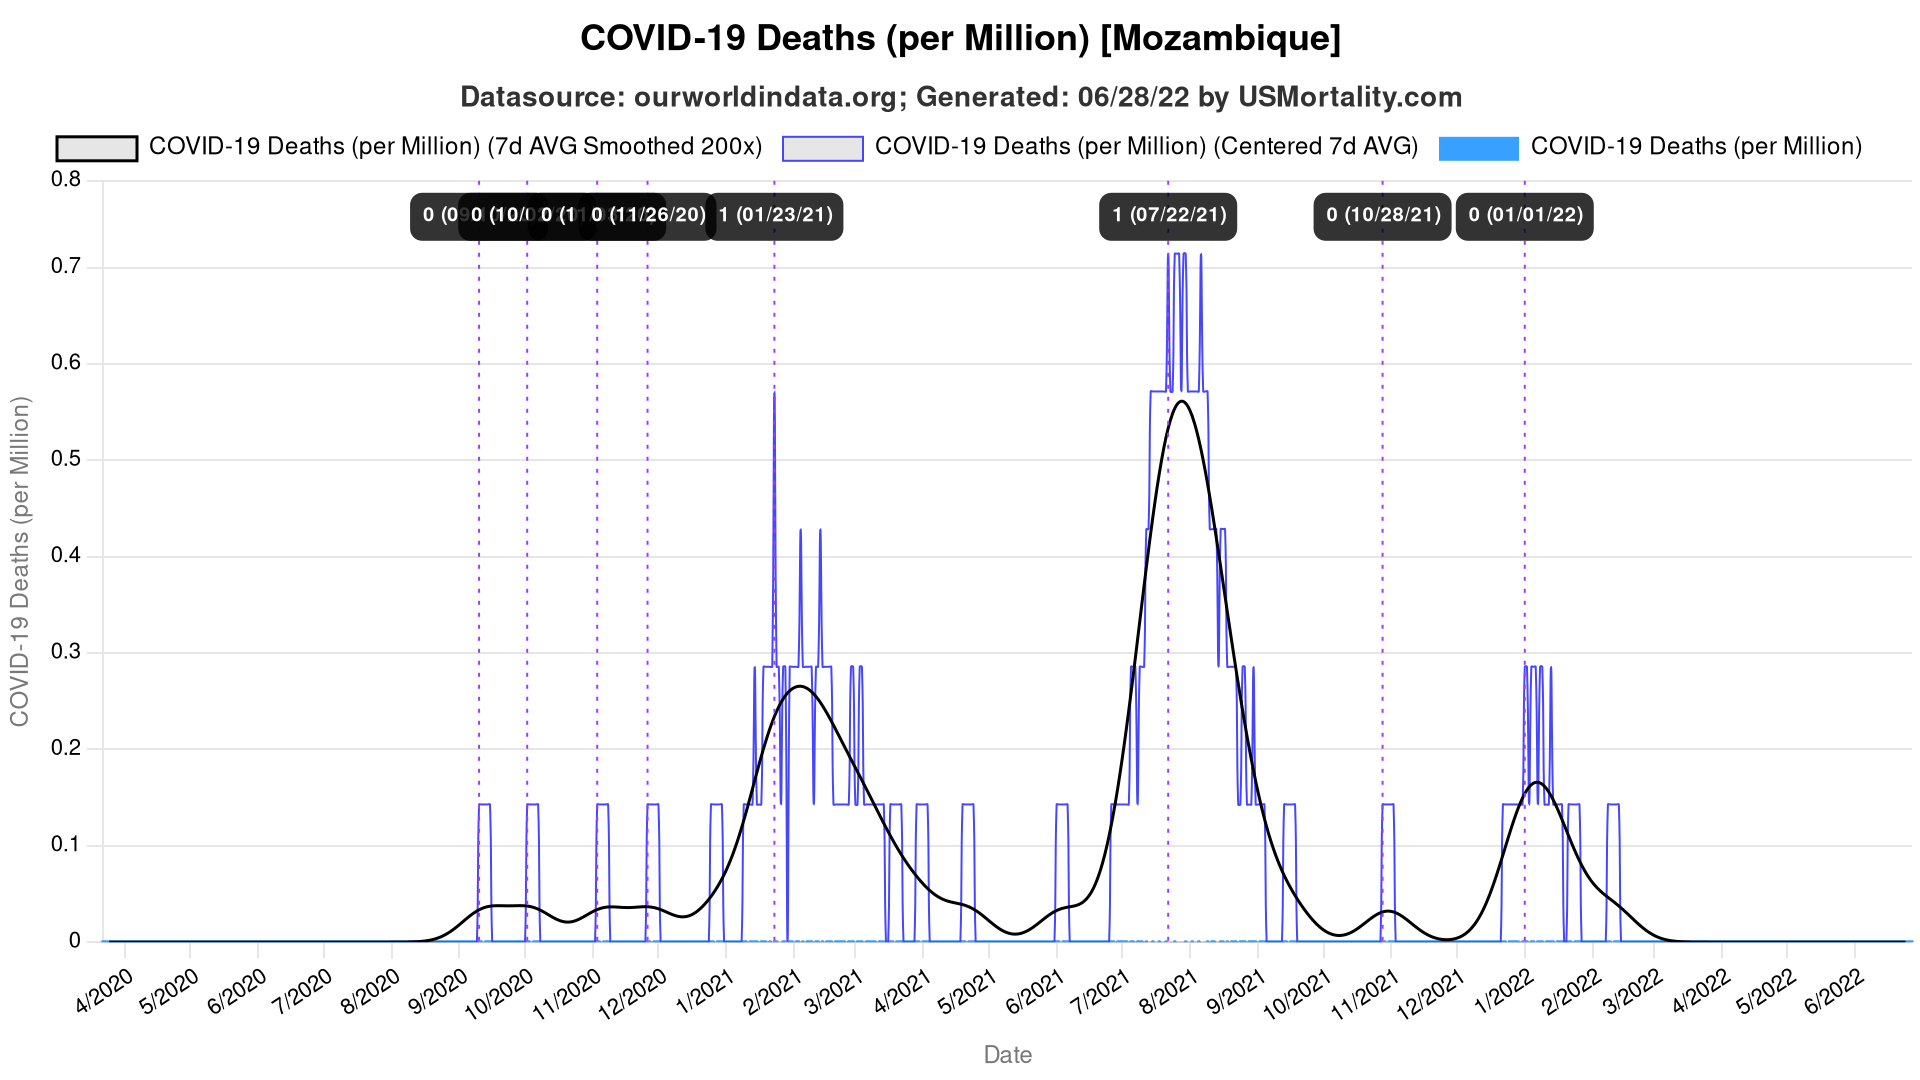 COVID-19 Deaths (per Million) [Mozambique]
Datasource: ourworldindata.org; Generated: 06/28/22 by USMortality.com
COVID-19 Deaths (per Million) (7d AVG Smoothed 200x) COVID-19 Deaths (per Million) (Centered 7d AVG) COVID-19 Deaths (per Million)
0 (11/26/20) 1 (01/23/21) 1 (07/22/21) 0 (10/28/21) 0 (01/01/22)
COVID-19 Deaths (per Million)
0.8
0.7
0.6
0.5
0.4
0.3
0.2
0.1
0
4/2020 5/2020 6/2020 7/2020 8/2020 9/2020 10/2020 11/2020 12/2020 1/2021 2/2021 3/2021 4/2021 5/2021 6/2021 7/2021 8/2021 9/2021 10/2021 11/2021 12/2021 1/2022 2/2022 3/2022 4/2022 5/2022 6/2022
Date